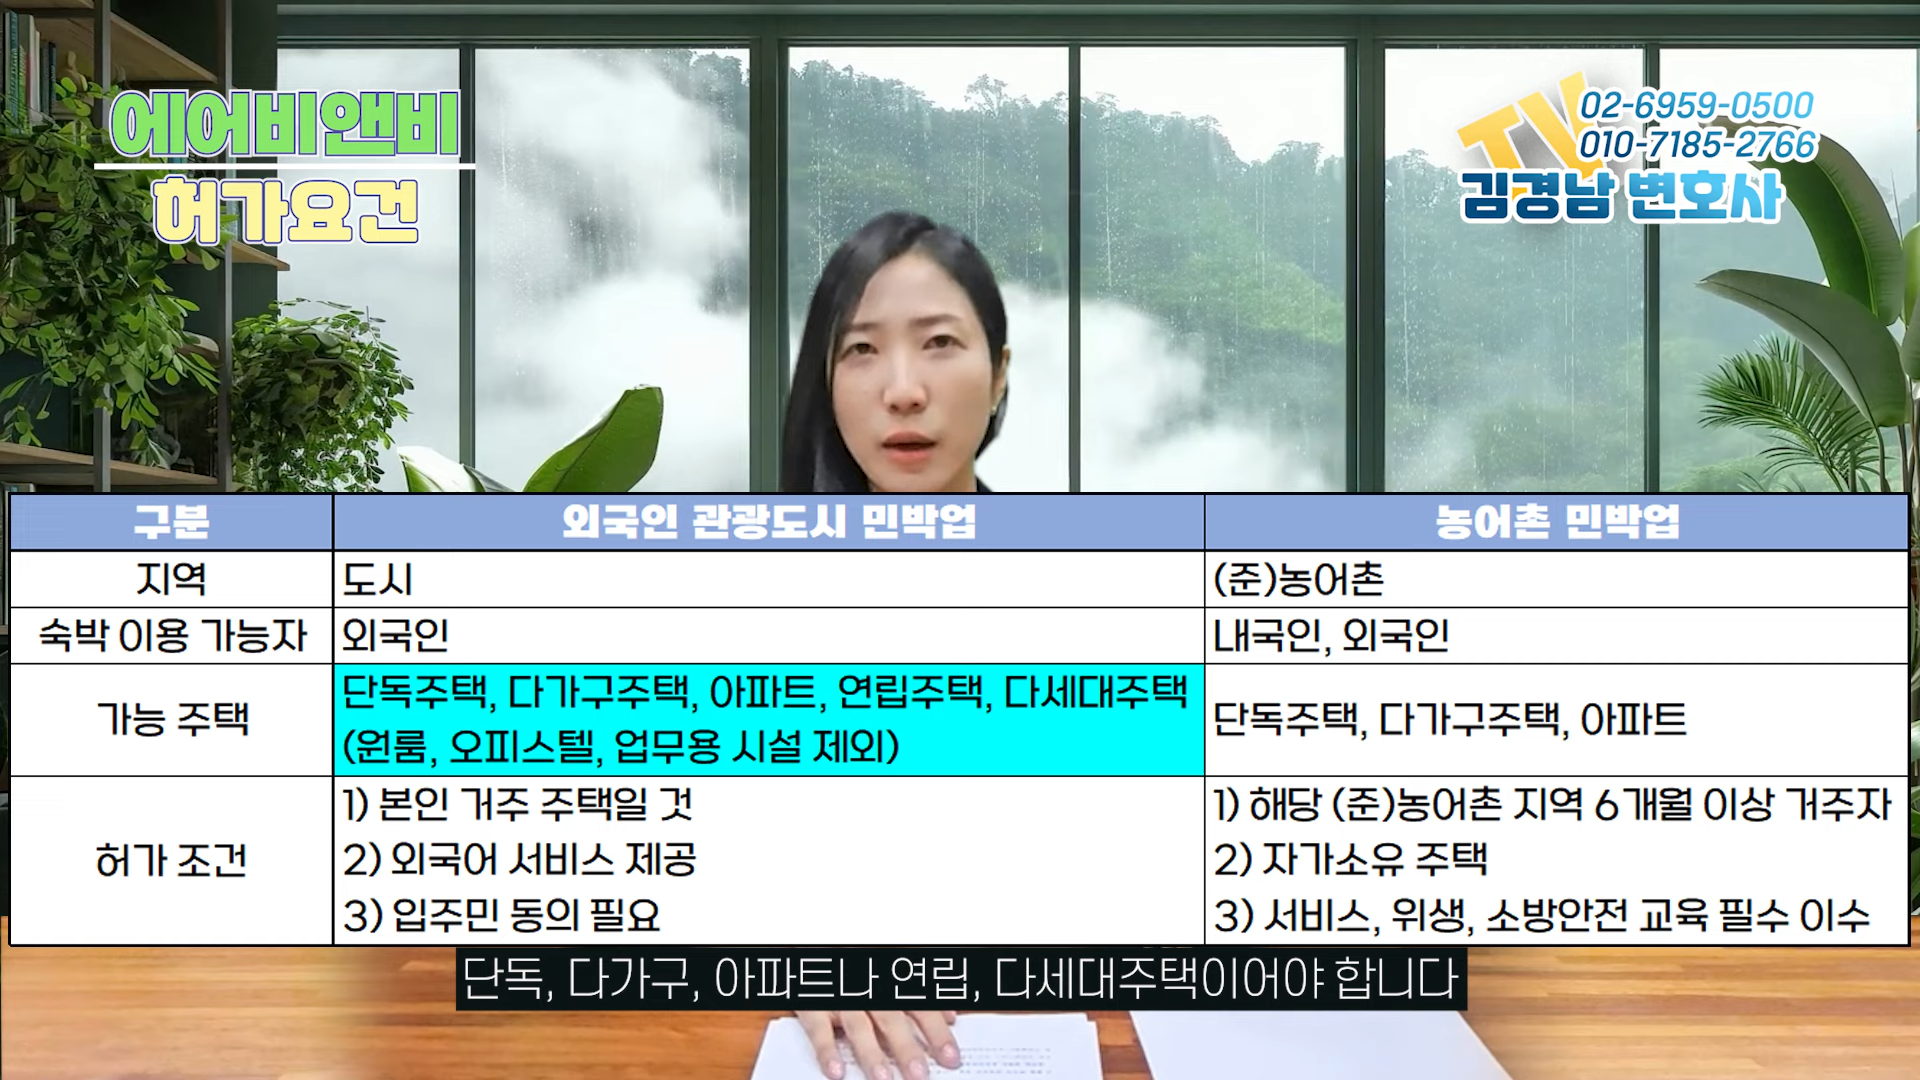 에어비앤비
허가요건
TV
02-6959-0500
010-7185-2766
김경남 변호사
구분
외국인 관광도시 민박업
농어촌 민박업
지역
도시
(준)농어촌
숙박 이용 가능자
외국인
내국인, 외국인
가능 주택
단독주택, 다가구주택, 아파트, 연립주택, 다세대주택
(원룸, 오피스텔, 업무용 시설 제외)
단독주택, 다가구주택, 아파트
허가 조건
1) 본인 거주 주택일 것
2) 외국어 서비스 제공
3) 입주민 동의 필요
1) 해당 (준)농어촌 지역 6개월 이상 거주자
2) 자가소유 주택
3) 서비스, 위생, 소방안전 교육 필수 이수
단독, 다가구, 아파트나 연립, 다세대주택이어야 합니다